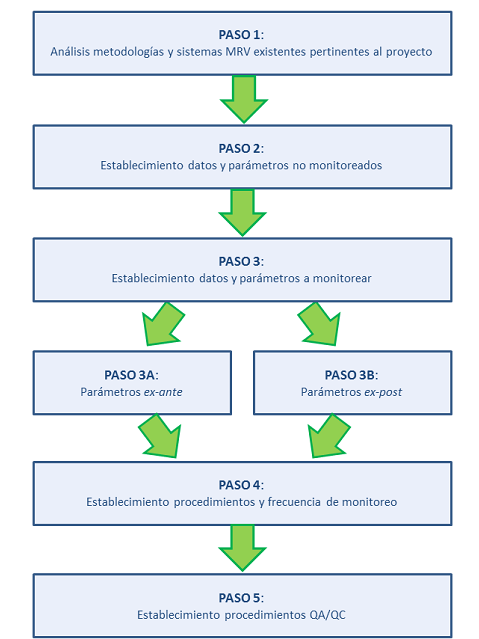 PASO 1:
Análisis metodologías y sistemas MRV existentes pertinentes al proyecto
PASO 2:
Establecimiento datos y parámetros no monitoreados
PASO 3:
Establecimiento datos y parámetros a monitorear
PASO 3A:
Parámetros ex-ante
PASO 3B:
Parámetros ex-post
PASO 4:
Establecimiento procedimientos y frecuencia de monitoreo
PASO 5:
Establecimiento procedimientos QA/QC